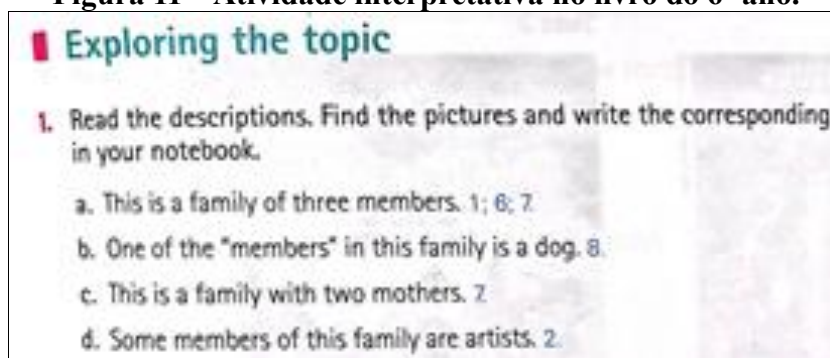 Figura 11 – Atividade interpretativa no livro do 6º ano.
Exploring the topic
1. Read the descriptions. Find the pictures and write the corresponding
in your notebook.
a. This is a family of three members. 1; 6; 7.
b. One of the "members" in this family is a dog. 8.
c. This is a family with two mothers. 7.
d. Some members of this family are artists. 2.